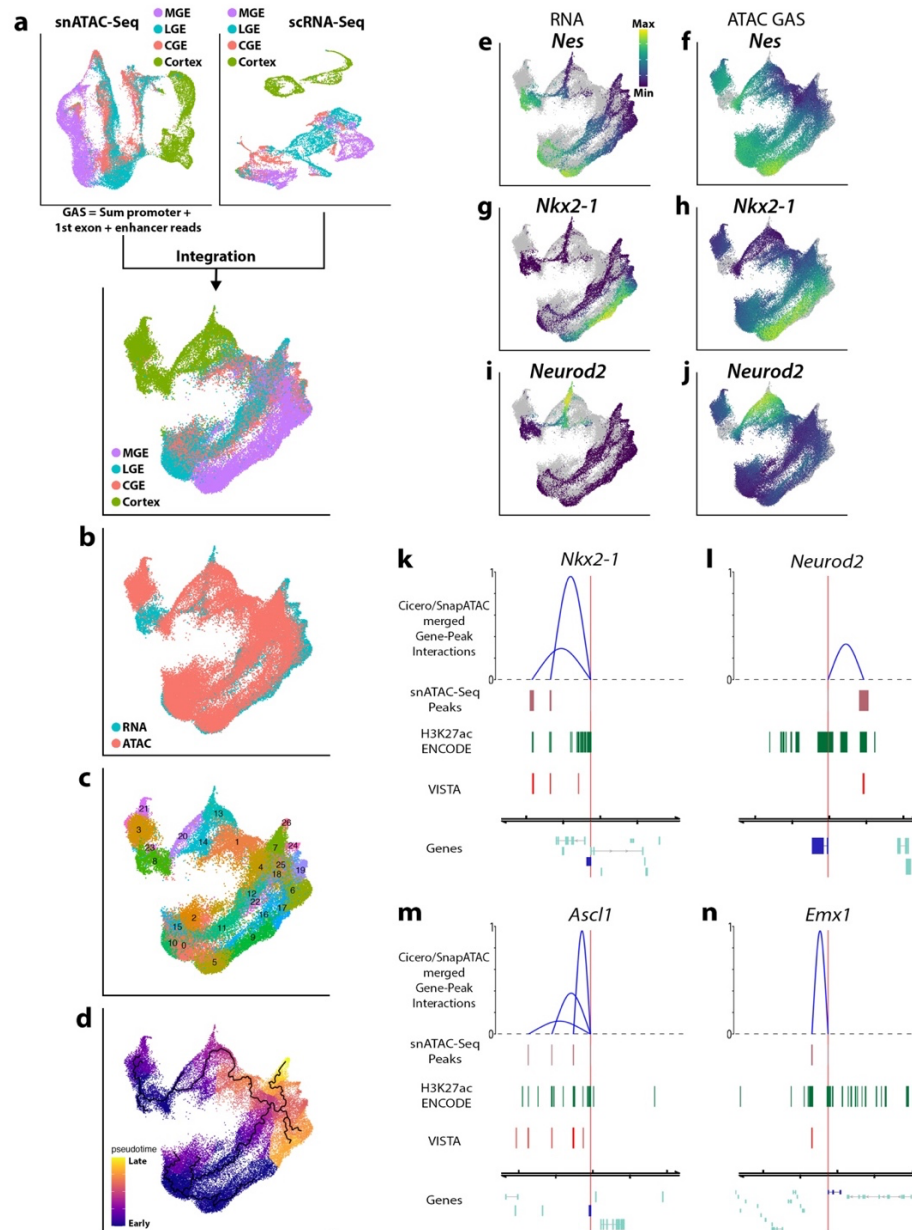 a
snATAC-Seq
MGE
LGE
CGE
Cortex
scRNA-Seq
MGE
LGE
CGE
Cortex
GAS = Sum promoter +
1st exon + enhancer reads
Integration
MGE
LGE
CGE
Cortex
b
RNA
ATAC
c
21
3
23
8
20
13
14
1
26
7
24
4
25
18
19
6
12
22
17
16
2
15
11
10
0
9
5
d
pseudotime
Late
Early
RNA
ATAC GAS
e
Nes
Max
Min
f
Nes
g
Nkx2-1
h
Nkx2-1
i
Neurod2
j
Neurod2
k
Nkx2-1
l
Neurod2
1
0
1
0
Cicero/SnapATAC
merged
Gene-Peak
Interactions
snATAC-Seq
Peaks
H3K27ac
ENCODE
VISTA
Genes
m
Ascl1
n
Emx1
1
0
1
0
Cicero/SnapATAC
merged
Gene-Peak
Interactions
snATAC-Seq
Peaks
H3K27ac
ENCODE
VISTA
Genes